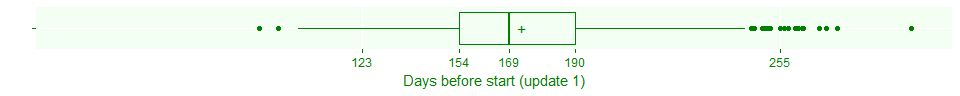 123 154 169 190 255
Days before start (update 1)